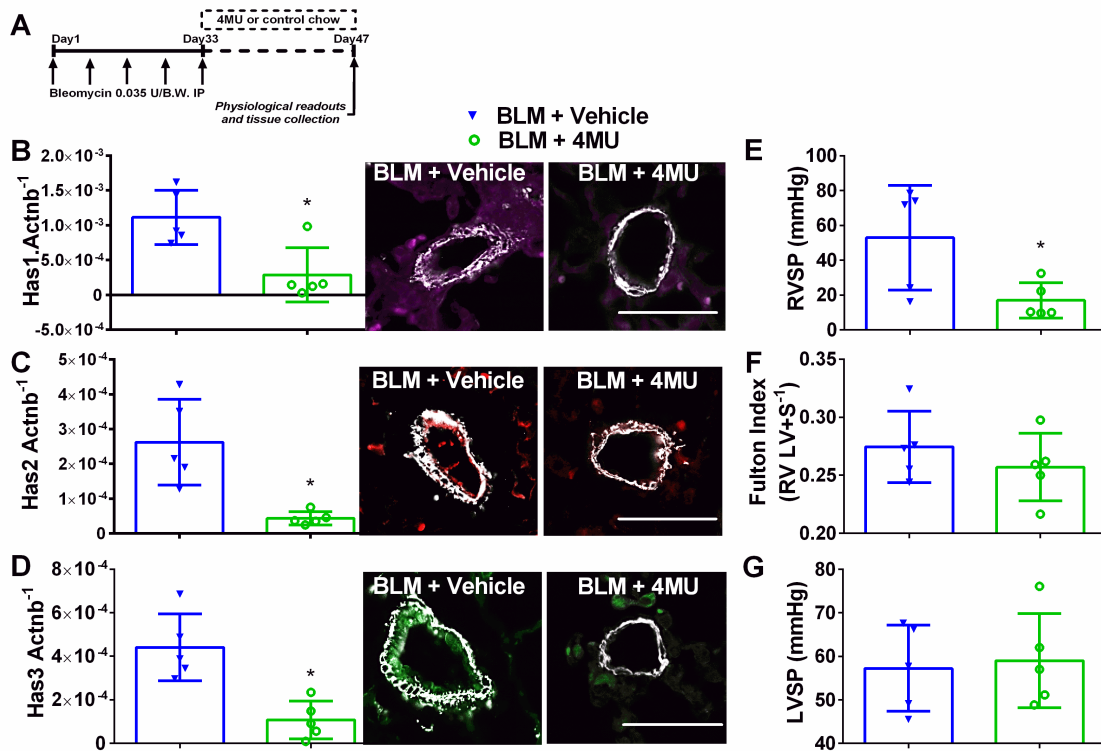 A
4MU or control chow
Day1
Day33
Day47
Bleomycin 0.035 U/B.W. IP
Physiological readouts
and tissue collection
BLM + Vehicle
BLM + 4MU
B
Has1.Actnb⁻¹
2.0×10⁻³
1.5×10⁻³
1.0×10⁻³
5.0×10⁻⁴
0
-5.0×10⁻⁴
*
BLM + Vehicle
BLM + 4MU
E
RVSP (mmHg)
100
80
60
40
20
0
*
C
Has2 Actnb⁻¹
5×10⁻⁴
4×10⁻⁴
3×10⁻⁴
2×10⁻⁴
1×10⁻⁴
0
*
BLM + Vehicle
BLM + 4MU
F
Fulton Index
(RV LV+S⁻¹)
0.35
0.30
0.25
0.20
D
Has3 Actnb⁻¹
8×10⁻⁴
6×10⁻⁴
4×10⁻⁴
2×10⁻⁴
0
*
BLM + Vehicle
BLM + 4MU
G
LVSP (mmHg)
80
70
60
50
40